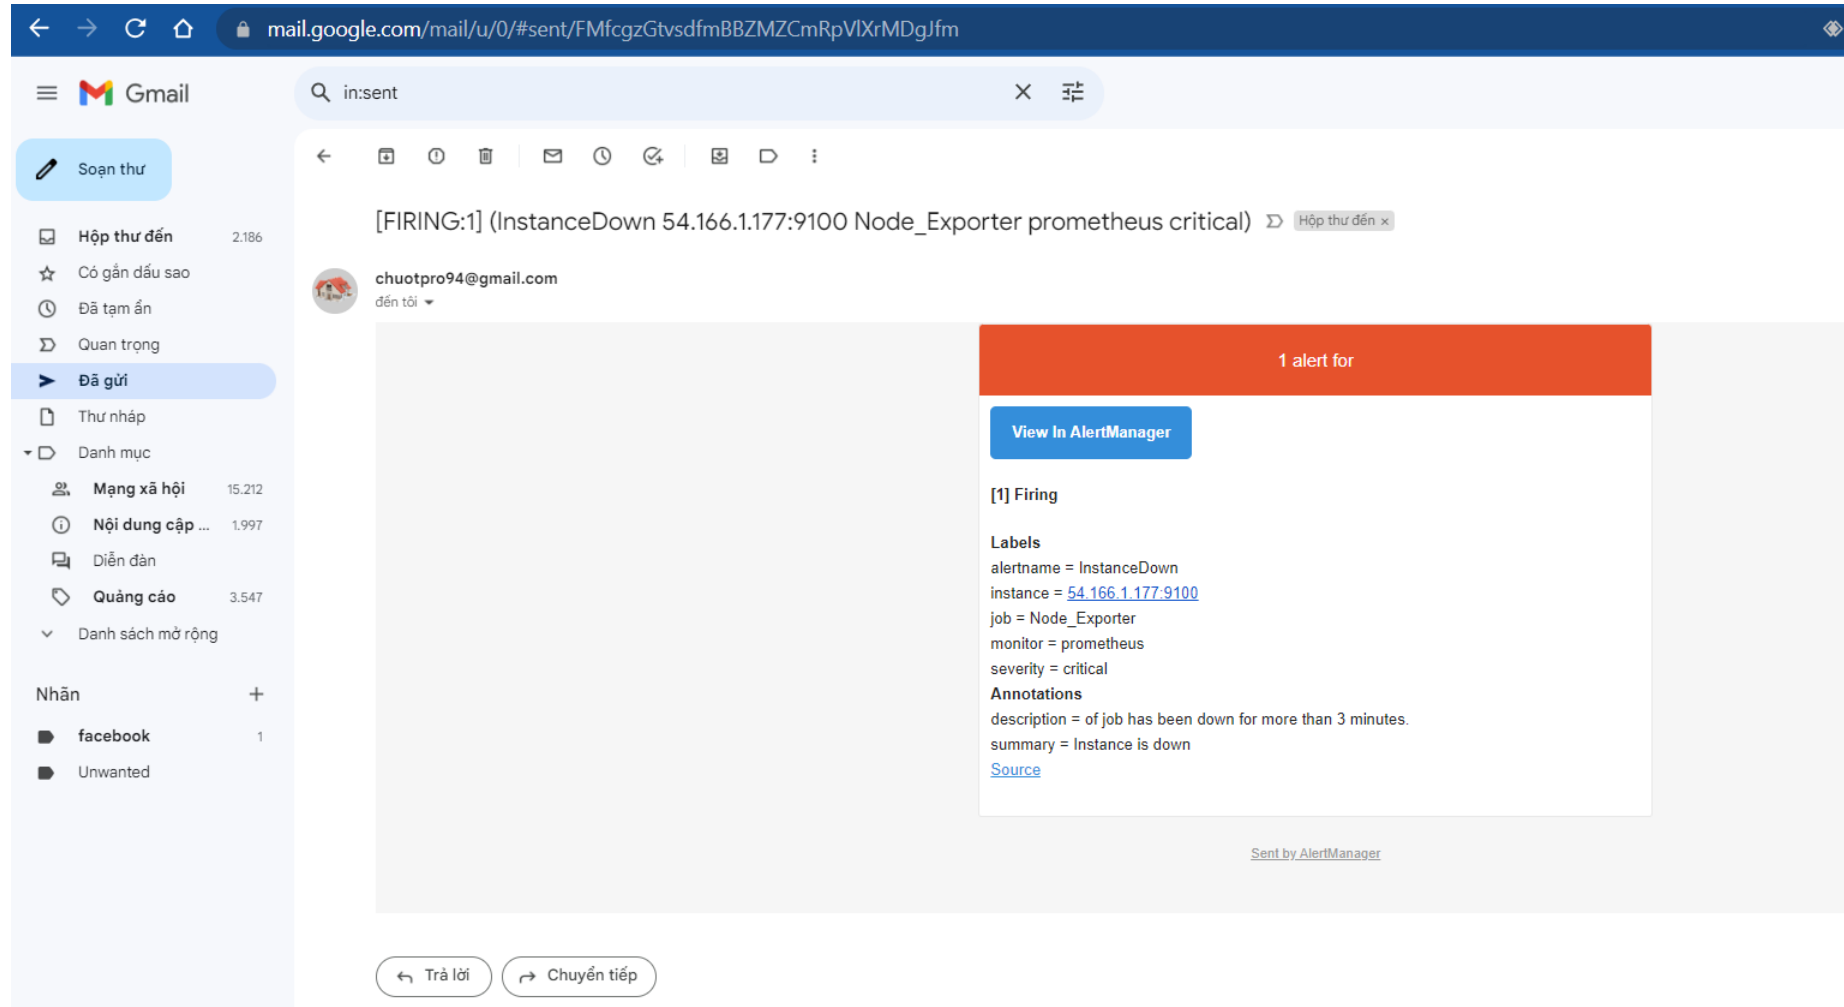 mail.google.com/mail/u/0/#sent/FMfcgzGtvsdfmBBZMZCmRpVlXrMDgJfm
Gmail
in:sent
Soạn thư
Hộp thư đến 2.186
Có gắn dấu sao
Đã tạm ẩn
Quan trọng
Đã gửi
Thư nháp
Danh mục
Mạng xã hội 15.212
Nội dung cập ... 1.997
Diễn đàn
Quảng cáo 3.547
Danh sách mở rộng
Nhãn
facebook 1
Unwanted
[FIRING:1] (InstanceDown 54.166.1.177:9100 Node_Exporter prometheus critical) Hộp thư đến ×
chuotpro94@gmail.com
đến tôi
1 alert for
View In AlertManager
[1] Firing
Labels
alertname = InstanceDown
instance = 54.166.1.177:9100
job = Node_Exporter
monitor = prometheus
severity = critical
Annotations
description = of job has been down for more than 3 minutes.
summary = Instance is down
Source
Sent by AlertManager
Trả lời
Chuyển tiếp